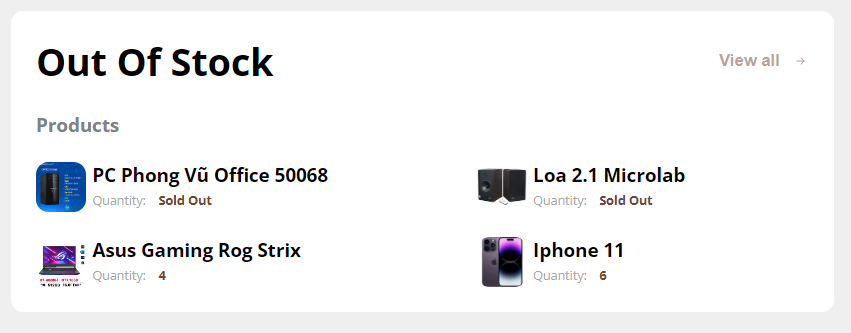 Out Of Stock
View all →
Products
PC Phong Vũ Office 50068
Quantity: Sold Out
Loa 2.1 Microlab
Quantity: Sold Out
Asus Gaming Rog Strix
Quantity: 4
Iphone 11
Quantity: 6